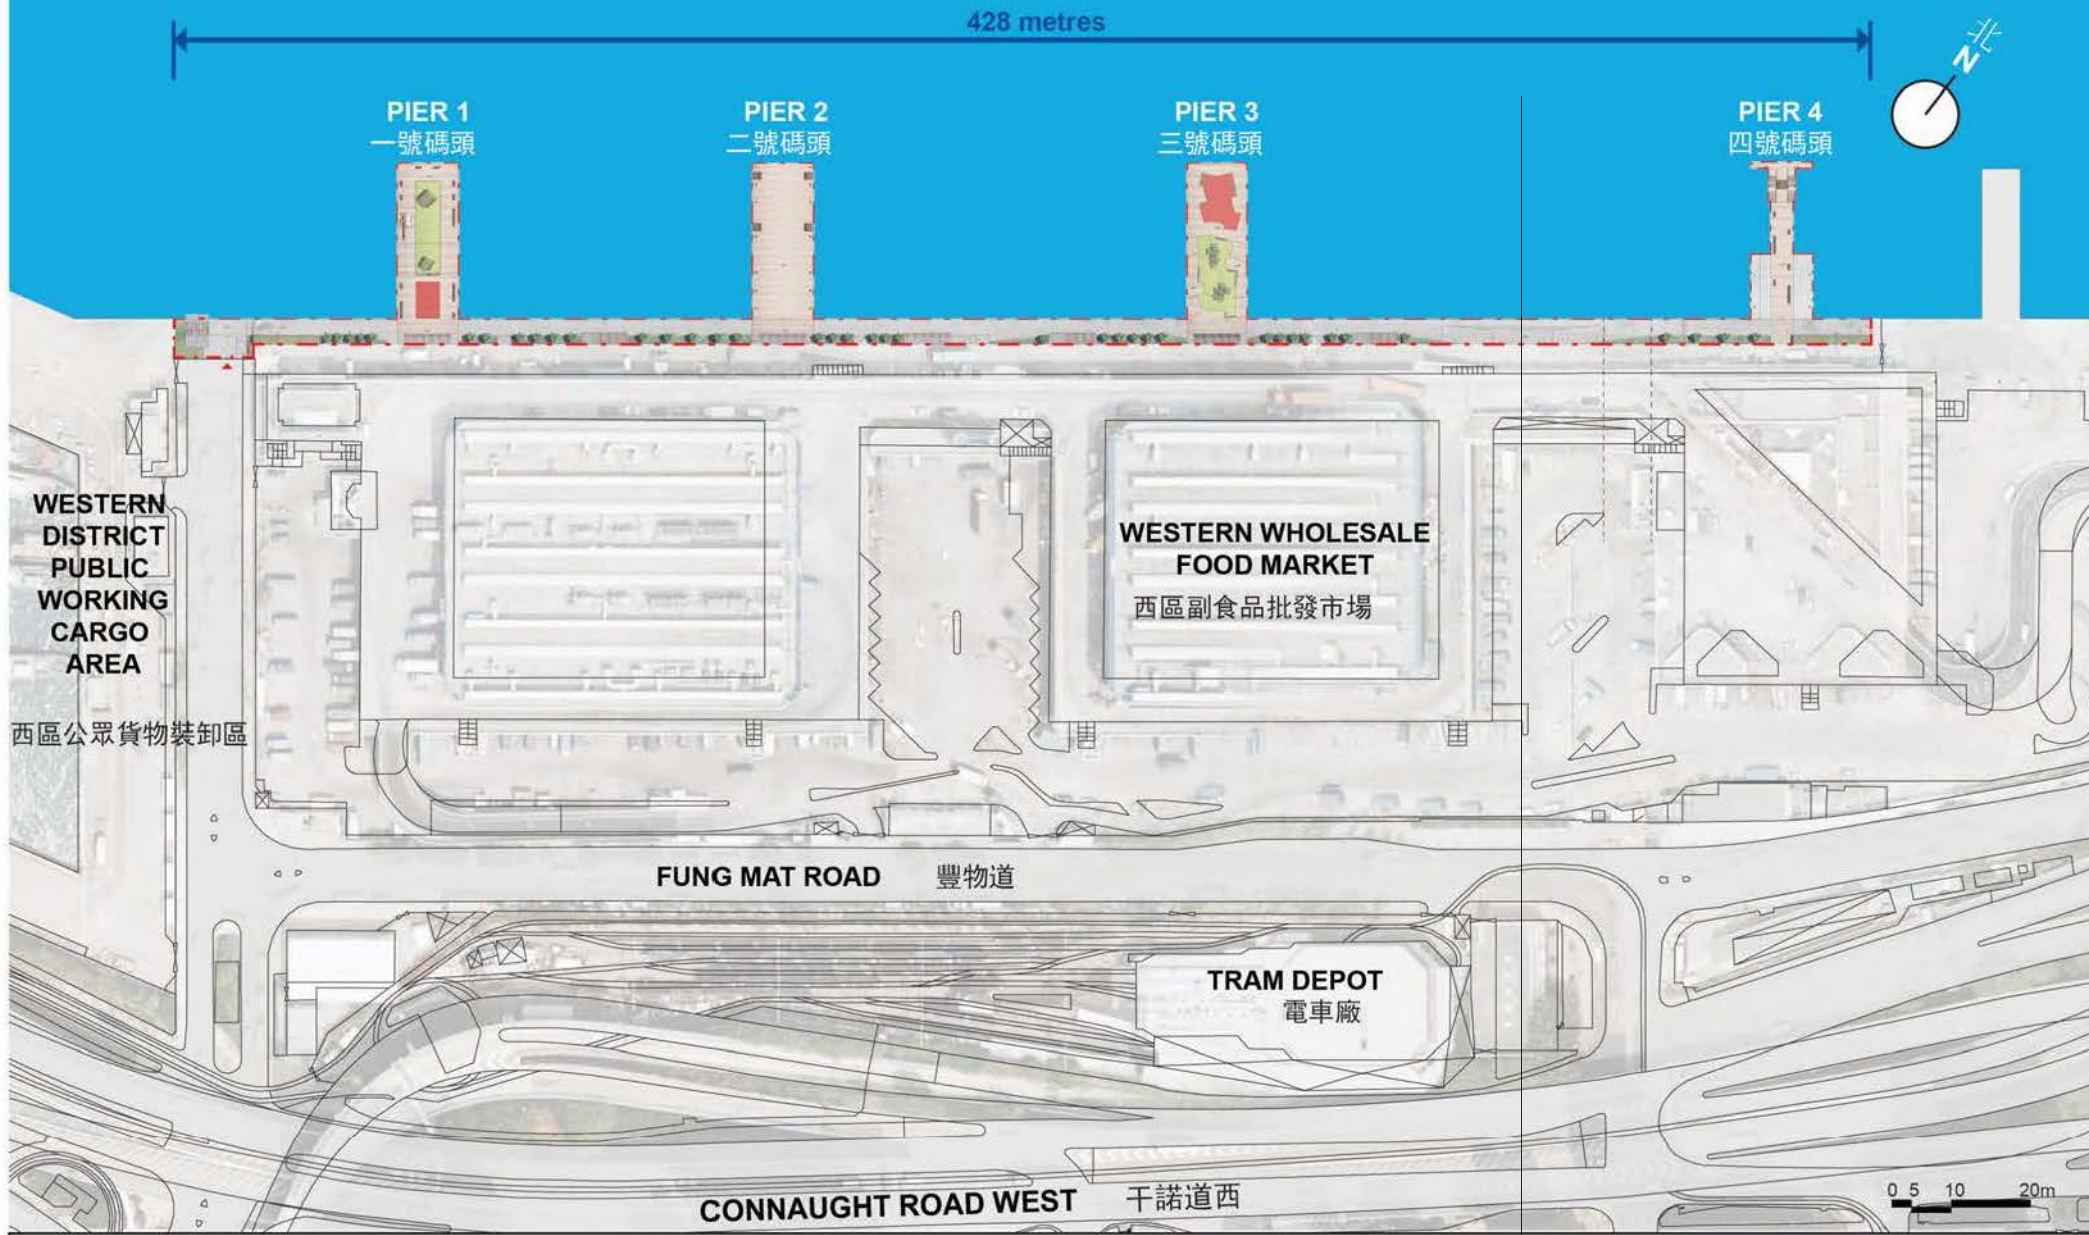 428 metres
北
N
PIER 1
一號碼頭
PIER 2
二號碼頭
PIER 3
三號碼頭
PIER 4
四號碼頭
WESTERN
DISTRICT
PUBLIC
WORKING
CARGO
AREA
西區公眾貨物裝卸區
WESTERN WHOLESALE
FOOD MARKET
西區副食品批發市場
FUNG MAT ROAD 豐物道
TRAM DEPOT
電車廠
CONNAUGHT ROAD WEST 干諾道西
0 5 10 20m